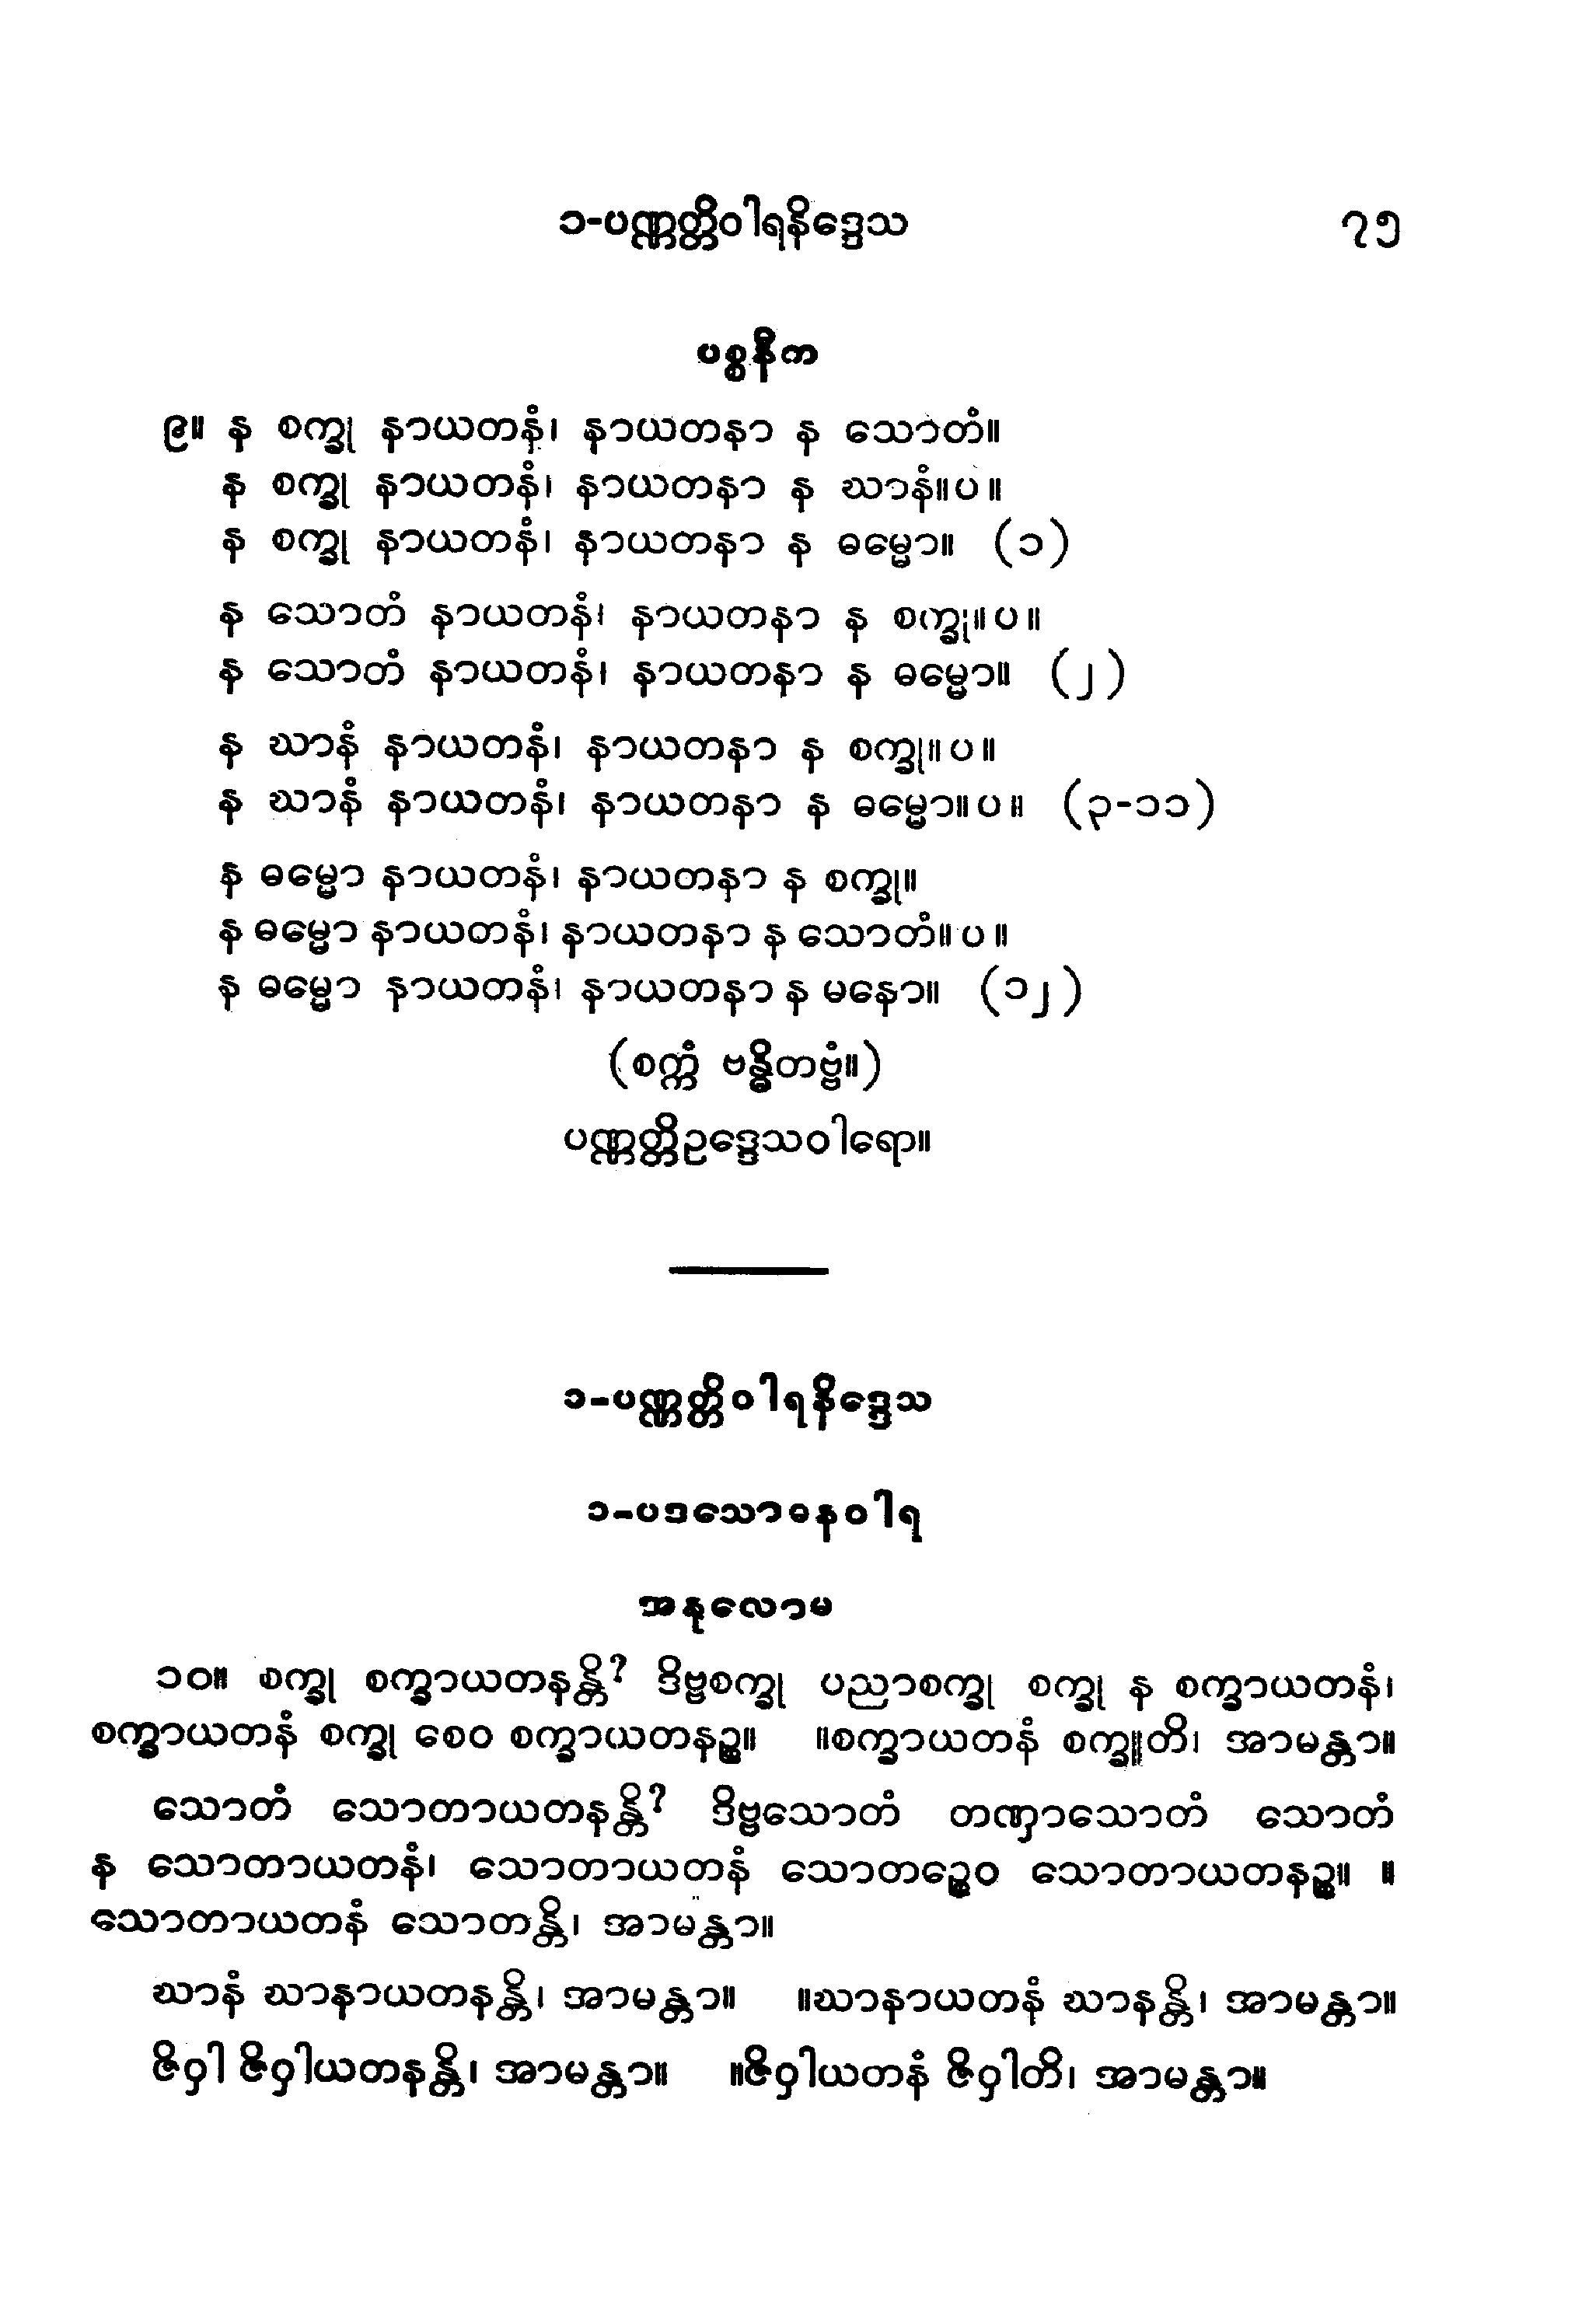 ၁-ပဏ္ဏတ္တိဝါရနိဒ္ဒေသ ၇၅
ပစ္စနီက
၉။ န စက္ခု နာယတနံ၊ နာယတနာ န သောတံ။
န စက္ခု နာယတနံ၊ နာယတနာ န ဃာနံ။ပ။
န စက္ခု နာယတနံ၊ နာယတနာ န ဓမ္မော။ (၁)
န သောတံ နာယတနံ၊ နာယတနာ န စက္ခု။ပ။
န သောတံ နာယတနံ၊ နာယတနာ န ဓမ္မော။ (၂)
န ဃာနံ နာယတနံ၊ နာယတနာ န စက္ခု။ပ။
န ဃာနံ နာယတနံ၊ နာယတနာ န ဓမ္မော။ပ။ (၃-၁၁)
န ဓမ္မော နာယတနံ၊ နာယတနာ န စက္ခု။
န ဓမ္မော နာယတနံ၊ နာယတနာ န သောတံ။ပ။
န ဓမ္မော နာယတနံ၊ နာယတနာ န မနော။ (၁၂)
(စက္ကံ ဗန္ဓိတဗ္ဗံ။)
ပဏ္ဏတ္တိဥဒ္ဒေသဝါရော။
၁-ပဏ္ဏတ္တိဝါရနိဒ္ဒေသ
၁-ပဒသောဓနဝါရ
အနုလောမ
၁၀။ စက္ခု စက္ခာယတနန္တိ? ဒိဗ္ဗစက္ခု ပညာစက္ခု စက္ခု န စက္ခာယတနံ၊
စက္ခာယတနံ စက္ခု စေဝ စက္ခာယတနဉ္စ။ ။စက္ခာယတနံ စက္ခူတိ၊ အာမန္တာ။
သောတံ သောတာယတနန္တိ? ဒိဗ္ဗသောတံ တဏှာသောတံ သောတံ
န သောတာယတနံ၊ သောတာယတနံ သောတဉ္စေဝ သောတာယတနဉ္စ။ ။
သောတာယတနံ သောတန္တိ၊ အာမန္တာ။
ဃာနံ ဃာနာယတနန္တိ၊ အာမန္တာ။ ။ဃာနာယတနံ ဃာနန္တိ၊ အာမန္တာ။
ဇိဝှါ ဇိဝှါယတနန္တိ၊ အာမန္တာ။ ။ဇိဝှါယတနံ ဇိဝှါတိ၊ အာမန္တာ။